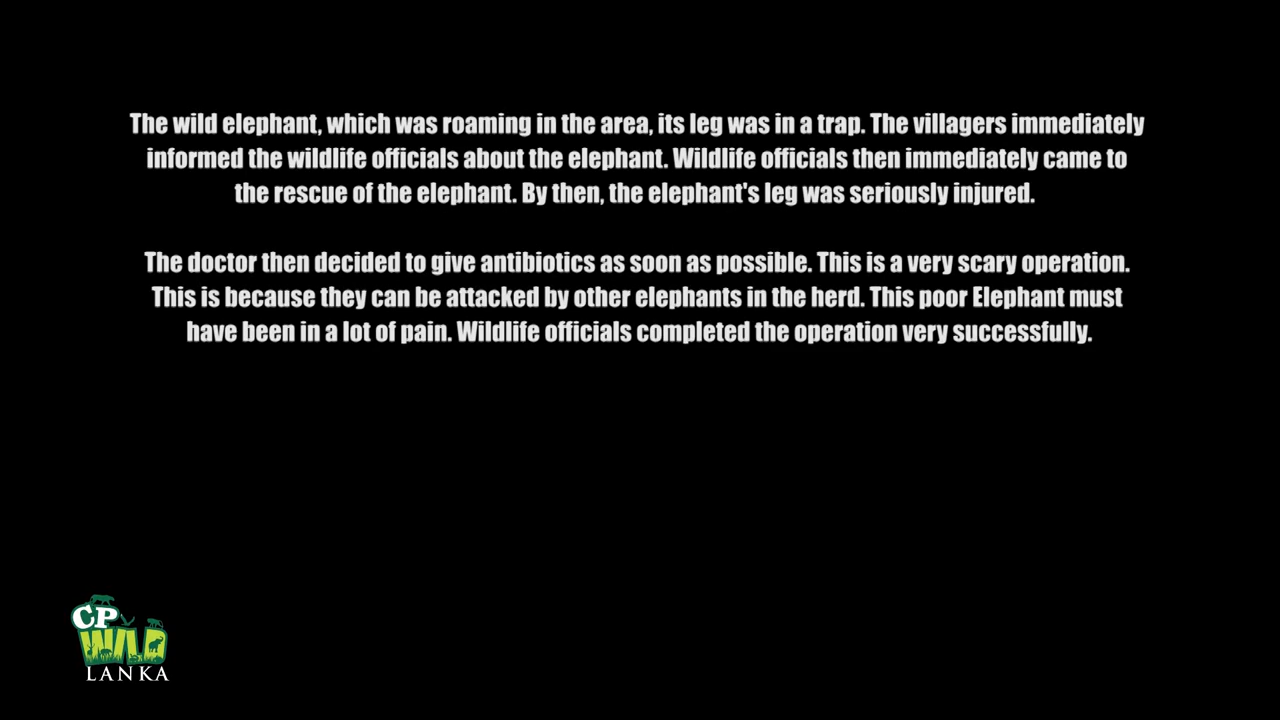 The wild elephant, which was roaming in the area, its leg was in a trap. The villagers immediately
informed the wildlife officials about the elephant. Wildlife officials then immediately came to
the rescue of the elephant. By then, the elephant's leg was seriously injured.
The doctor then decided to give antibiotics as soon as possible. This is a very scary operation.
This is because they can be attacked by other elephants in the herd. This poor Elephant must
have been in a lot of pain. Wildlife officials completed the operation very successfully.
CP
WILD
LANKA